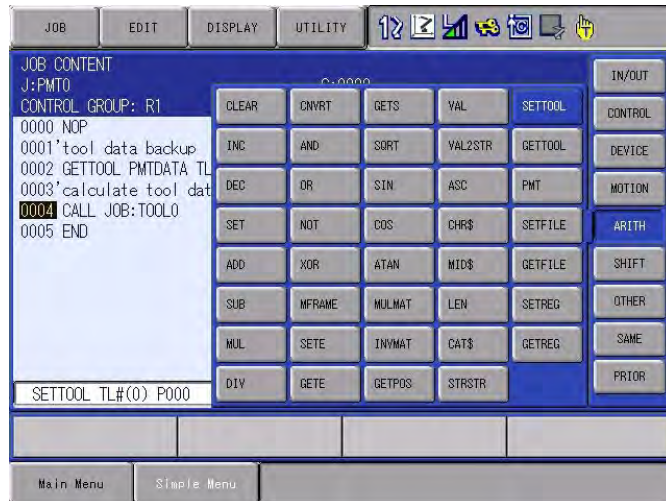 JOB EDIT DISPLAY UTILITY
JOB CONTENT
J:PMT0
CONTROL GROUP: R1
0000 NOP
0001'tool data backup
0002 GETTOOL PMTDATA TL
0003'calculate tool dat
0004 CALL JOB:TOOL0
0005 END
CLEAR CNVRT GETS VAL SETTOOL
INC AND SQRT VAL2STR GETTOOL
DEC OR SIN ASC PMT
SET NOT COS CHR$ SETFILE
ADD XOR ATAN MID$ GETFILE
SUB MFRAME MULMAT LEN SETREG
MUL SETE INVMAT CAT$ GETREG
DIV GETE GETPOS STRSTR
IN/OUT
CONTROL
DEVICE
MOTION
ARITH
SHIFT
OTHER
SAME
PRIOR
SETTOOL TL#(0) P000
Main Menu Simple Menu